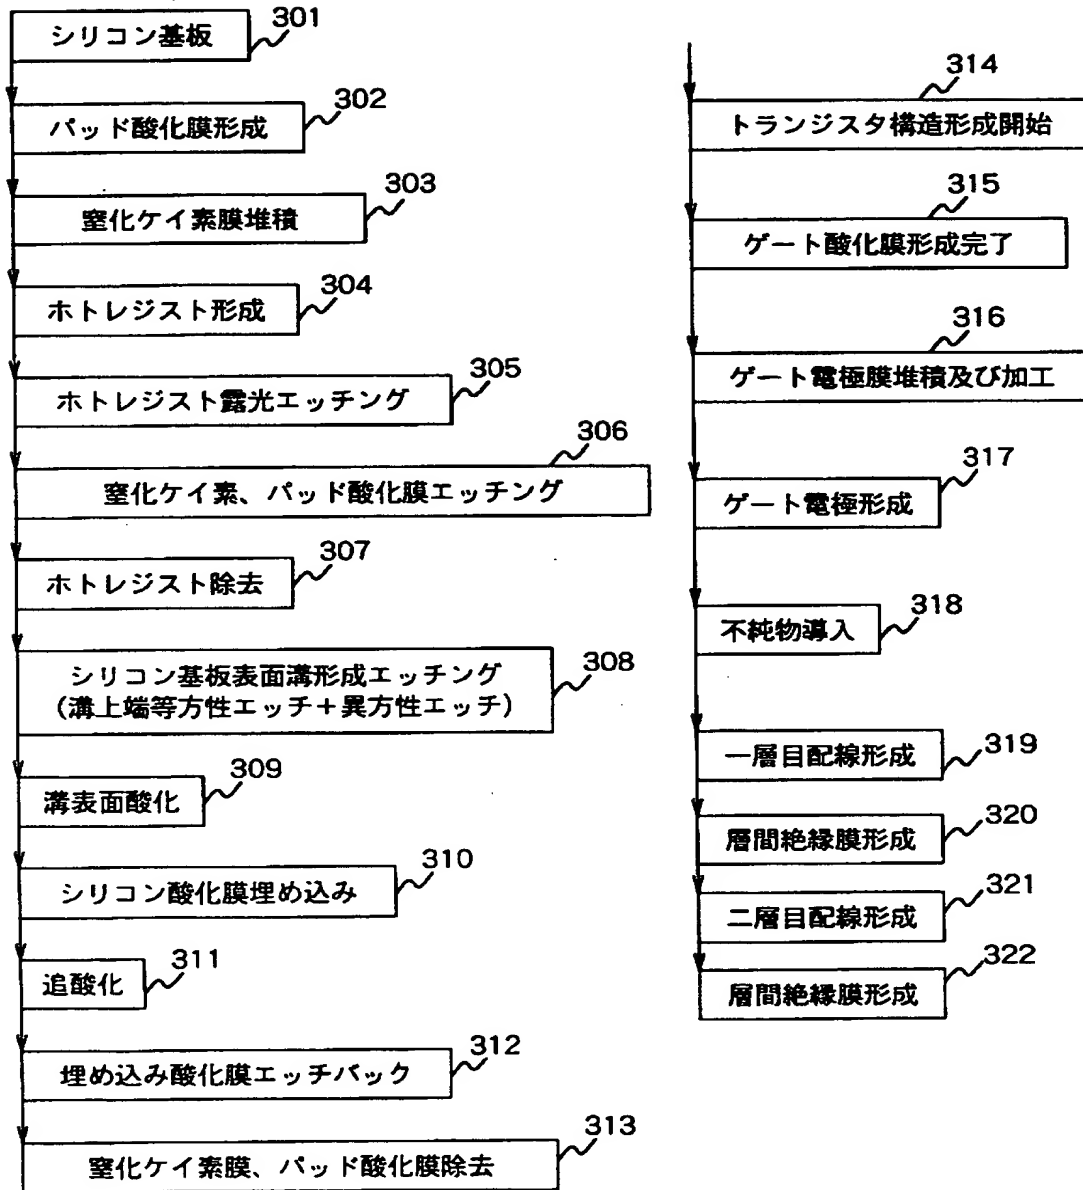 シリコン基板 301
パッド酸化膜形成 302
窒化ケイ素膜堆積 303
ホトレジスト形成 304
ホトレジスト露光エッチング 305
窒化ケイ素、パッド酸化膜エッチング 306
ホトレジスト除去 307
シリコン基板表面溝形成エッチング 308
(溝上端等方性エッチ+異方性エッチ)
溝表面酸化 309
シリコン酸化膜埋め込み 310
追酸化 311
埋め込み酸化膜エッチバック 312
窒化ケイ素膜、パッド酸化膜除去 313
トランジスタ構造形成開始 314
ゲート酸化膜形成完了 315
ゲート電極膜堆積及び加工 316
ゲート電極形成 317
不純物導入 318
一層目配線形成 319
層間絶縁膜形成 320
二層目配線形成 321
層間絶縁膜形成 322